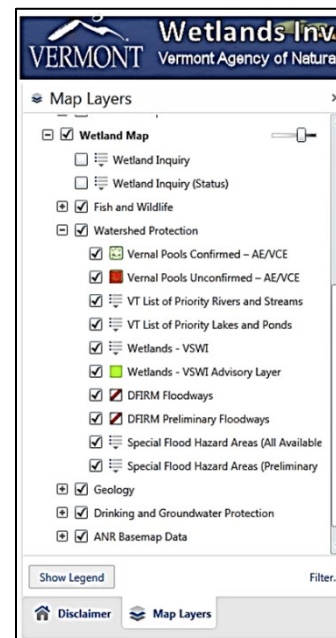 VERMONT
Wetlands Inv
Vermont Agency of Natura
Map Layers
Wetland Map
Wetland Inquiry
Wetland Inquiry (Status)
Fish and Wildlife
Watershed Protection
Vernal Pools Confirmed – AE/VCE
Vernal Pools Unconfirmed – AE/VCE
VT List of Priority Rivers and Streams
VT List of Priority Lakes and Ponds
Wetlands - VSWI
Wetlands - VSWI Advisory Layer
DFIRM Floodways
DFIRM Preliminary Floodways
Special Flood Hazard Areas (All Available
Special Flood Hazard Areas (Preliminary
Geology
Drinking and Groundwater Protection
ANR Basemap Data
Show Legend
Filter.
Disclaimer
Map Layers